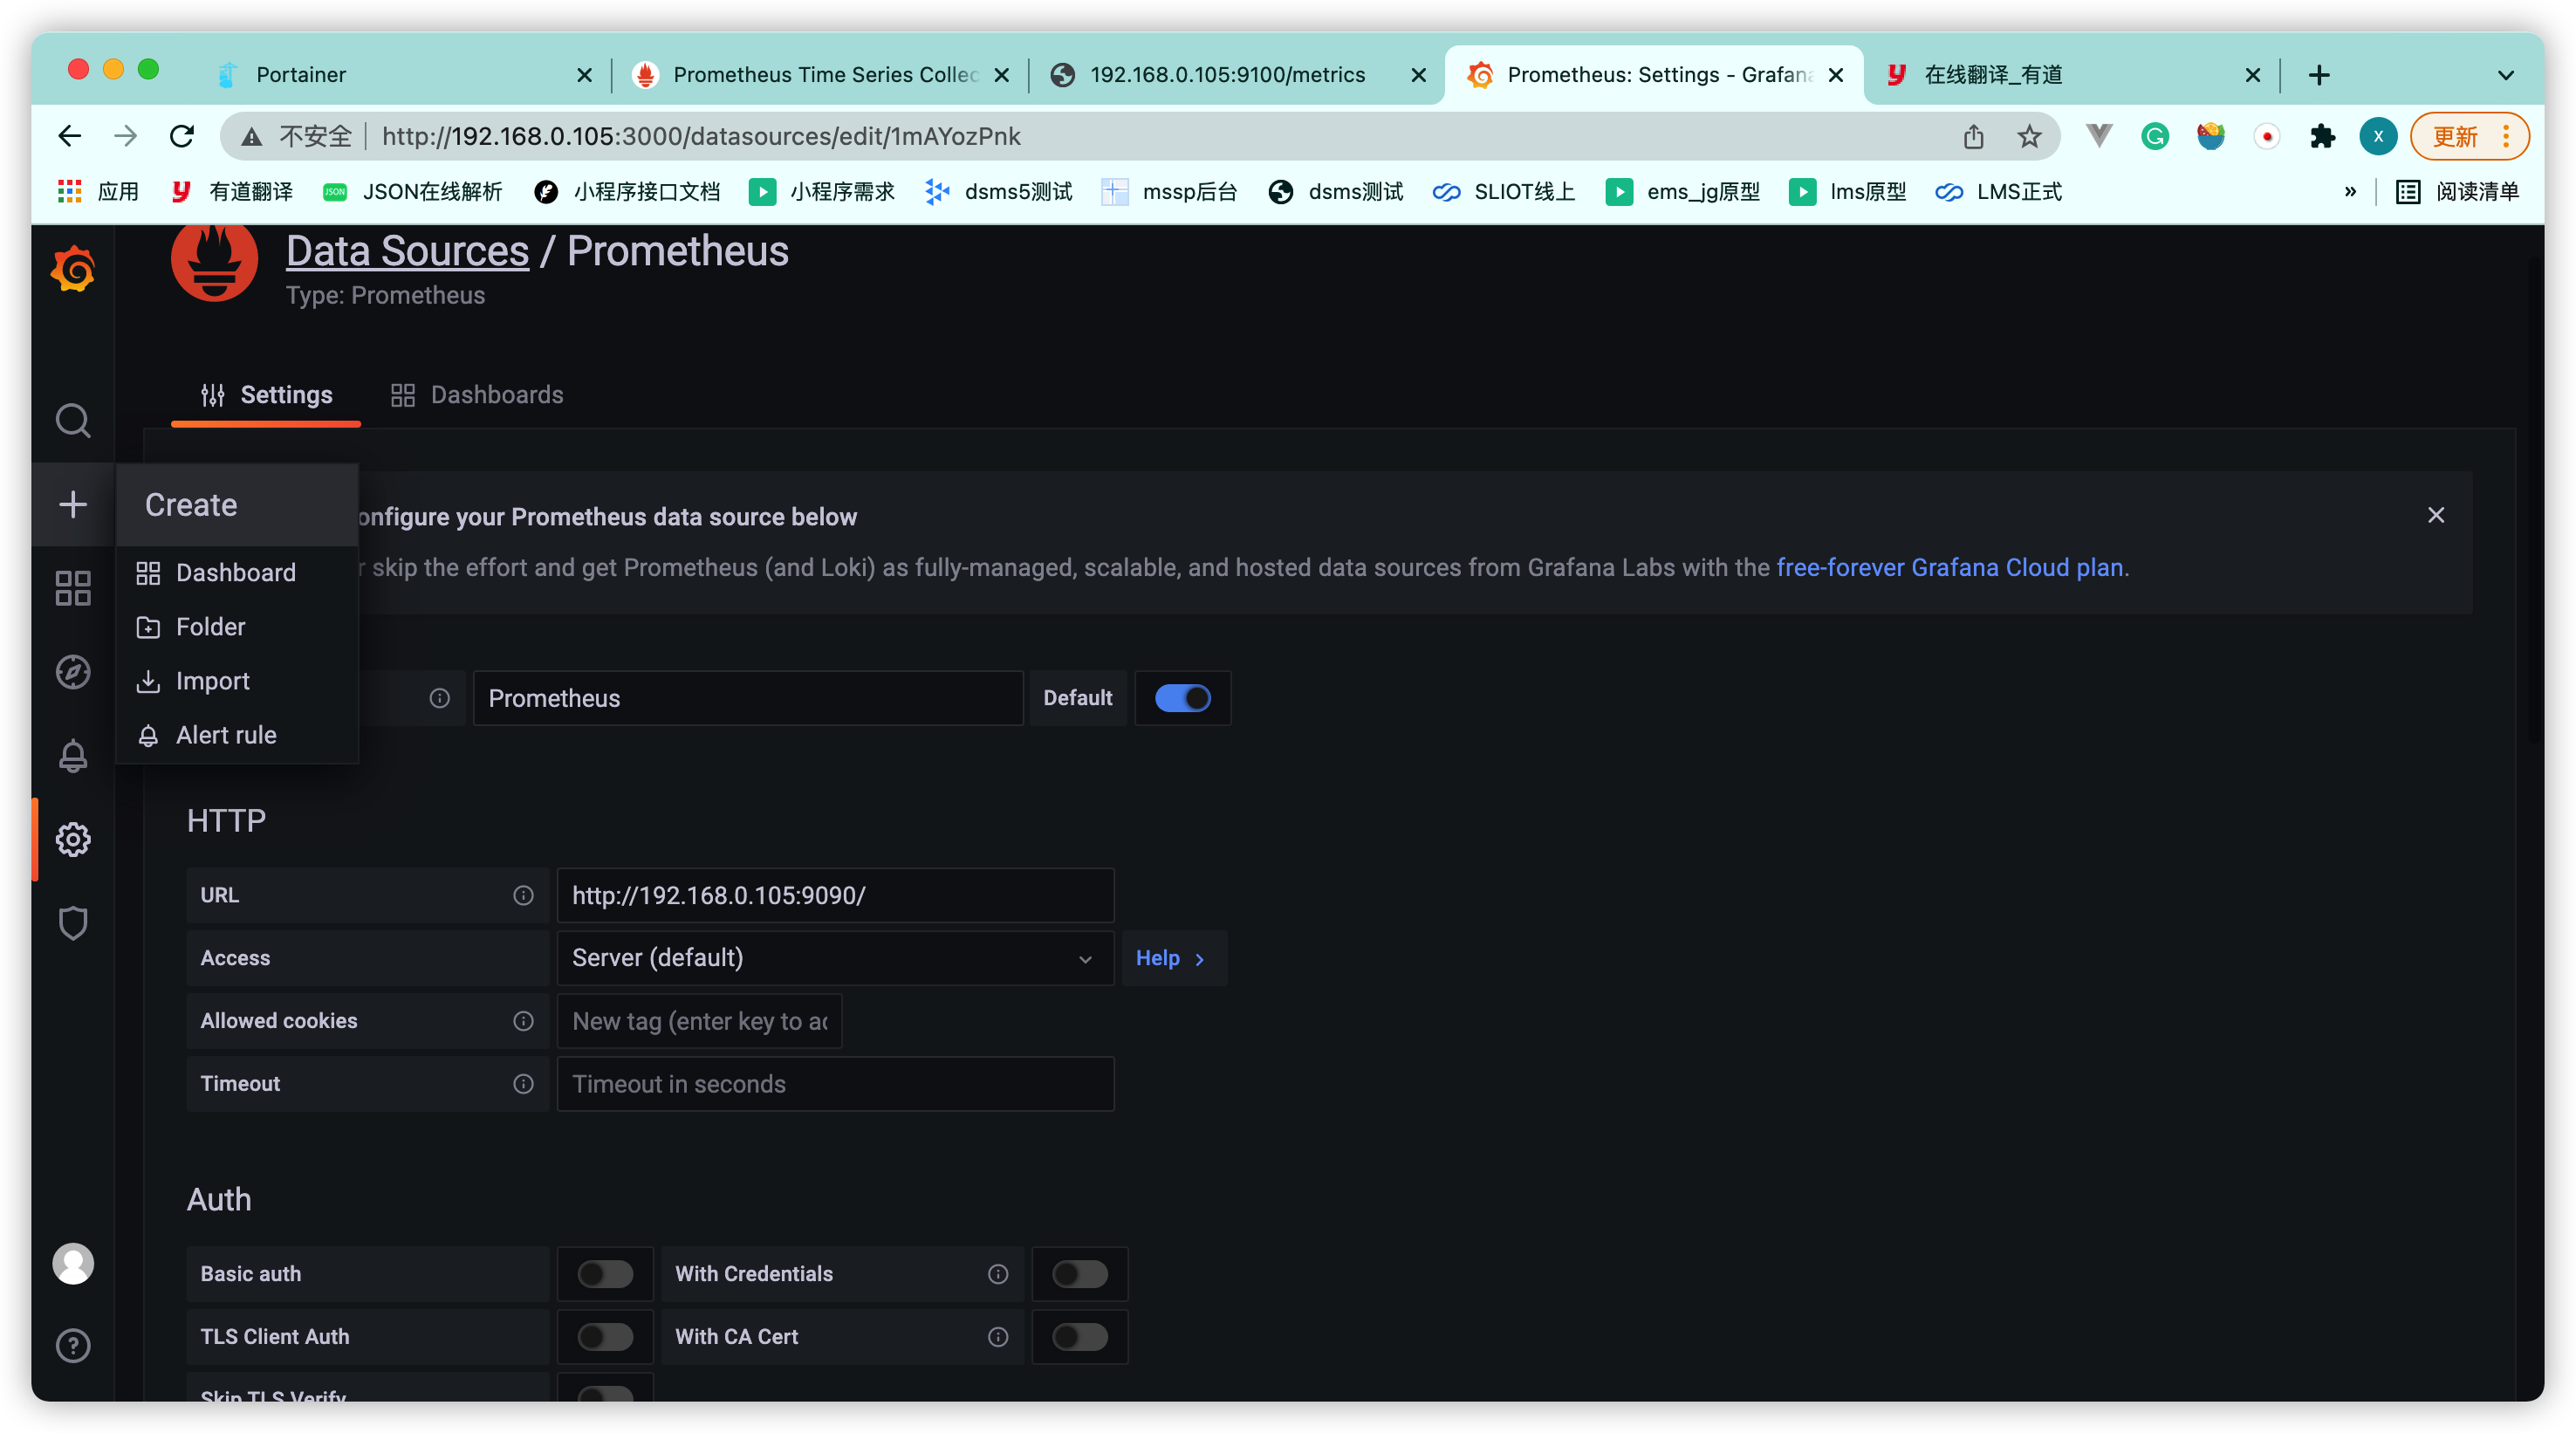 Portainer
Prometheus Time Series Collec
192.168.0.105:9100/metrics
Prometheus: Settings - Grafana
在线翻译_有道
不安全
http://192.168.0.105:3000/datasources/edit/1mAYozPnk
X
更新
应用
有道翻译
JSON
JSON在线解析
小程序接口文档
小程序需求
dsms5测试
mssp后台
dsms测试
SLIOT线上
ems_jg原型
lms原型
LMS正式
»
阅读清单
Data Sources / Prometheus
Type: Prometheus
Settings
Dashboards
Create
Dashboard
Folder
Import
Alert rule
onfigure your Prometheus data source below
r skip the effort and get Prometheus (and Loki) as fully-managed, scalable, and hosted data sources from Grafana Labs with the free-forever Grafana Cloud plan.
Prometheus
Default
HTTP
URL
http://192.168.0.105:9090/
Access
Server (default)
Help
Allowed cookies
New tag (enter key to ad
Timeout
Timeout in seconds
Auth
Basic auth
With Credentials
TLS Client Auth
With CA Cert
Skip TLS Verify